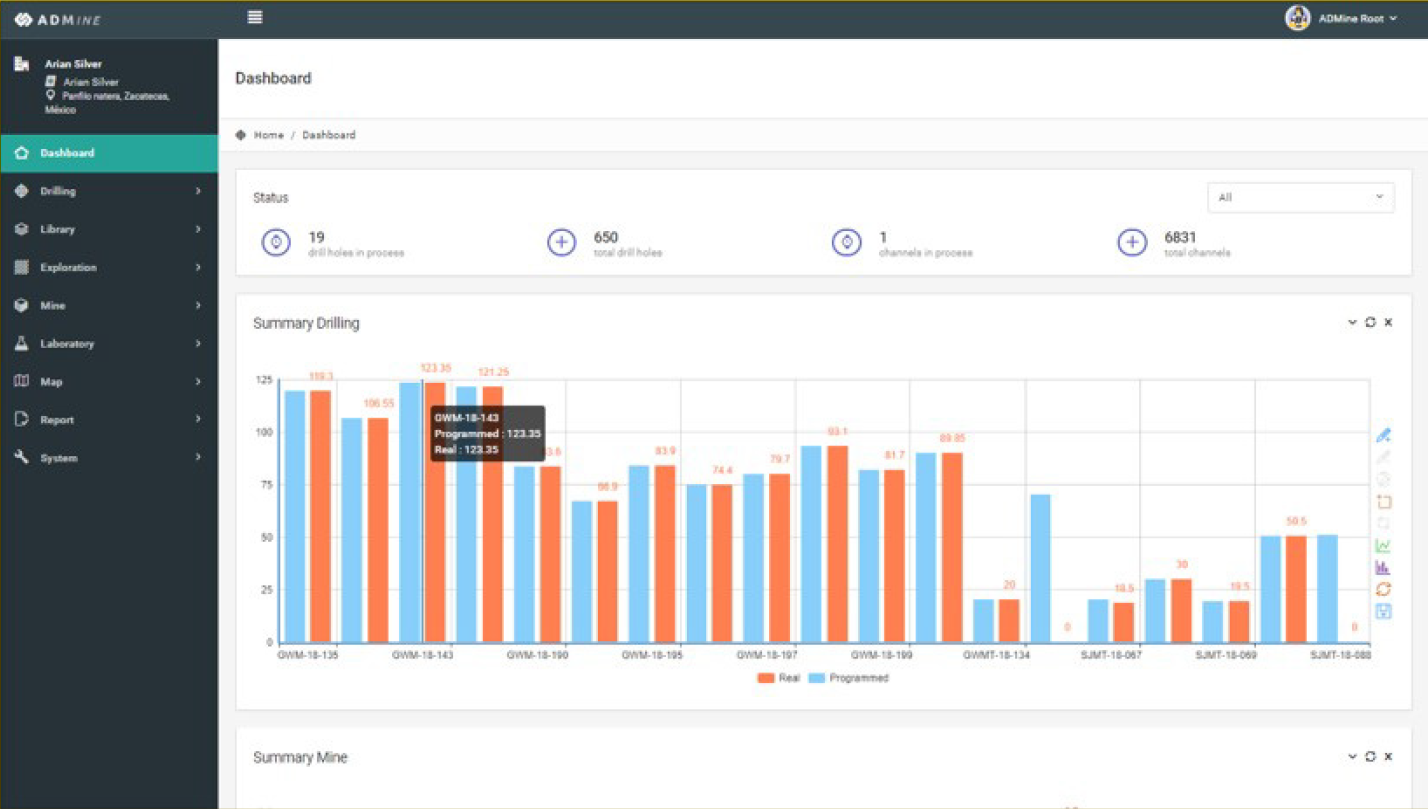 ADMINE
ADMine Root
Arian Silver
Arian Silver
Panfilo natera, Zacatecas,
México
Dashboard
Drilling
Library
Exploration
Mine
Laboratory
Map
Report
System
Dashboard
Home / Dashboard
Status
All
19
drill holes in process
650
total drill holes
1
channels in process
6831
total channels
Summary Drilling
125
100
75
50
25
0
119.3
106.55
123.35
121.25
83.9
74.4
79.7
93.1
81.7
89.85
20
0
18.5
30
19.5
50.5
0
GWM-18-143
Programmed : 123.35
Real : 123.35
GWM-18-135 GWM-18-143 GWM-18-190 GWM-18-195 GWM-18-197 GWM-18-199 GWMT-18-134 SJMT-18-067 SJMT-18-069 SJMT-18-088
Real Programmed
Summary Mine